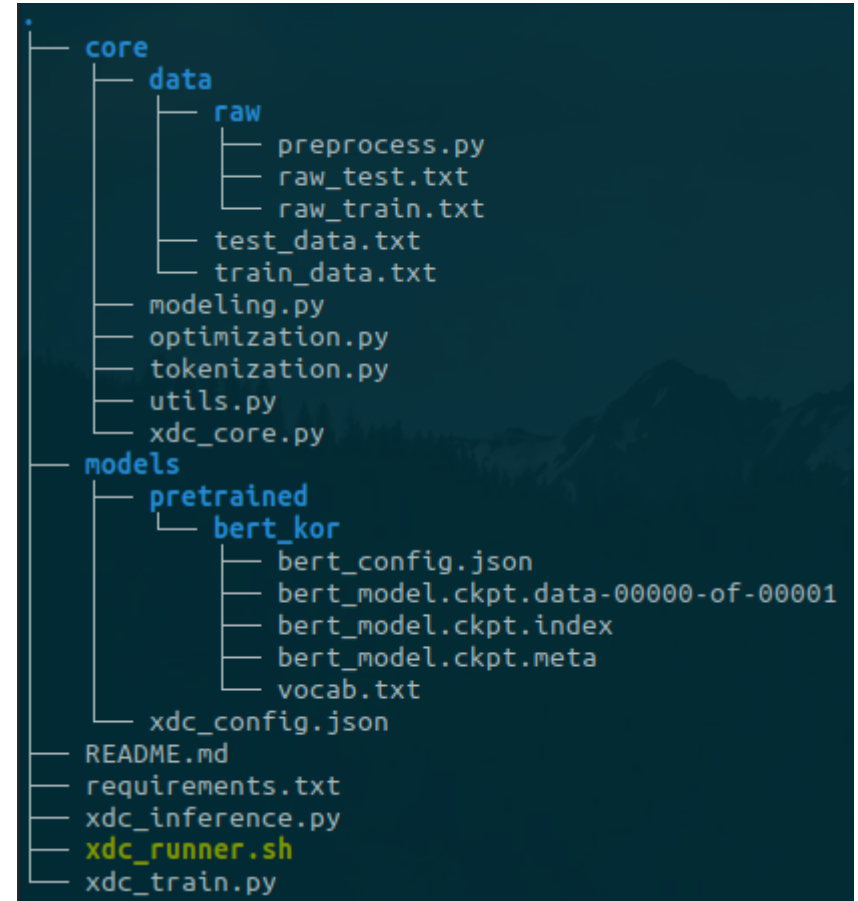 .
├── core
│   ├── data
│   │   ├── raw
│   │   │   ├── preprocess.py
│   │   │   ├── raw_test.txt
│   │   │   └── raw_train.txt
│   │   ├── test_data.txt
│   │   └── train_data.txt
│   ├── modeling.py
│   ├── optimization.py
│   ├── tokenization.py
│   ├── utils.py
│   └── xdc_core.py
├── models
│   ├── pretrained
│   │   └── bert_kor
│   │       ├── bert_config.json
│   │       ├── bert_model.ckpt.data-00000-of-00001
│   │       ├── bert_model.ckpt.index
│   │       ├── bert_model.ckpt.meta
│   │       └── vocab.txt
│   └── xdc_config.json
├── README.md
├── requirements.txt
├── xdc_inference.py
├── xdc_runner.sh
└── xdc_train.py